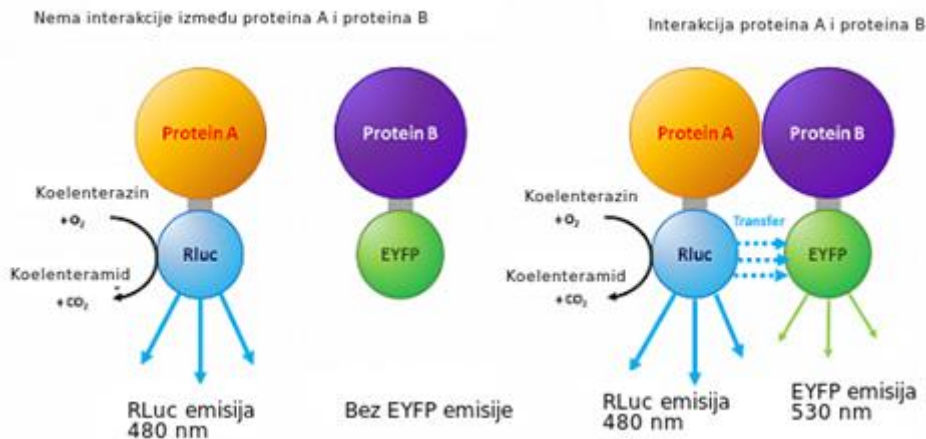 Nema interakcije između proteina A i proteina B
Protein A
Protein B
Koelenterazin
+O₂
Rluc
EYFP
Koelenteramid
+CO₂
RLuc emisija
480 nm
Bez EYFP emisije
Interakcija proteina A i proteina B
Protein A
Protein B
Koelenterazin
+O₂
Transfer
Rluc
EYFP
Koelenteramid
+CO₂
RLuc emisija
480 nm
EYFP emisija
530 nm